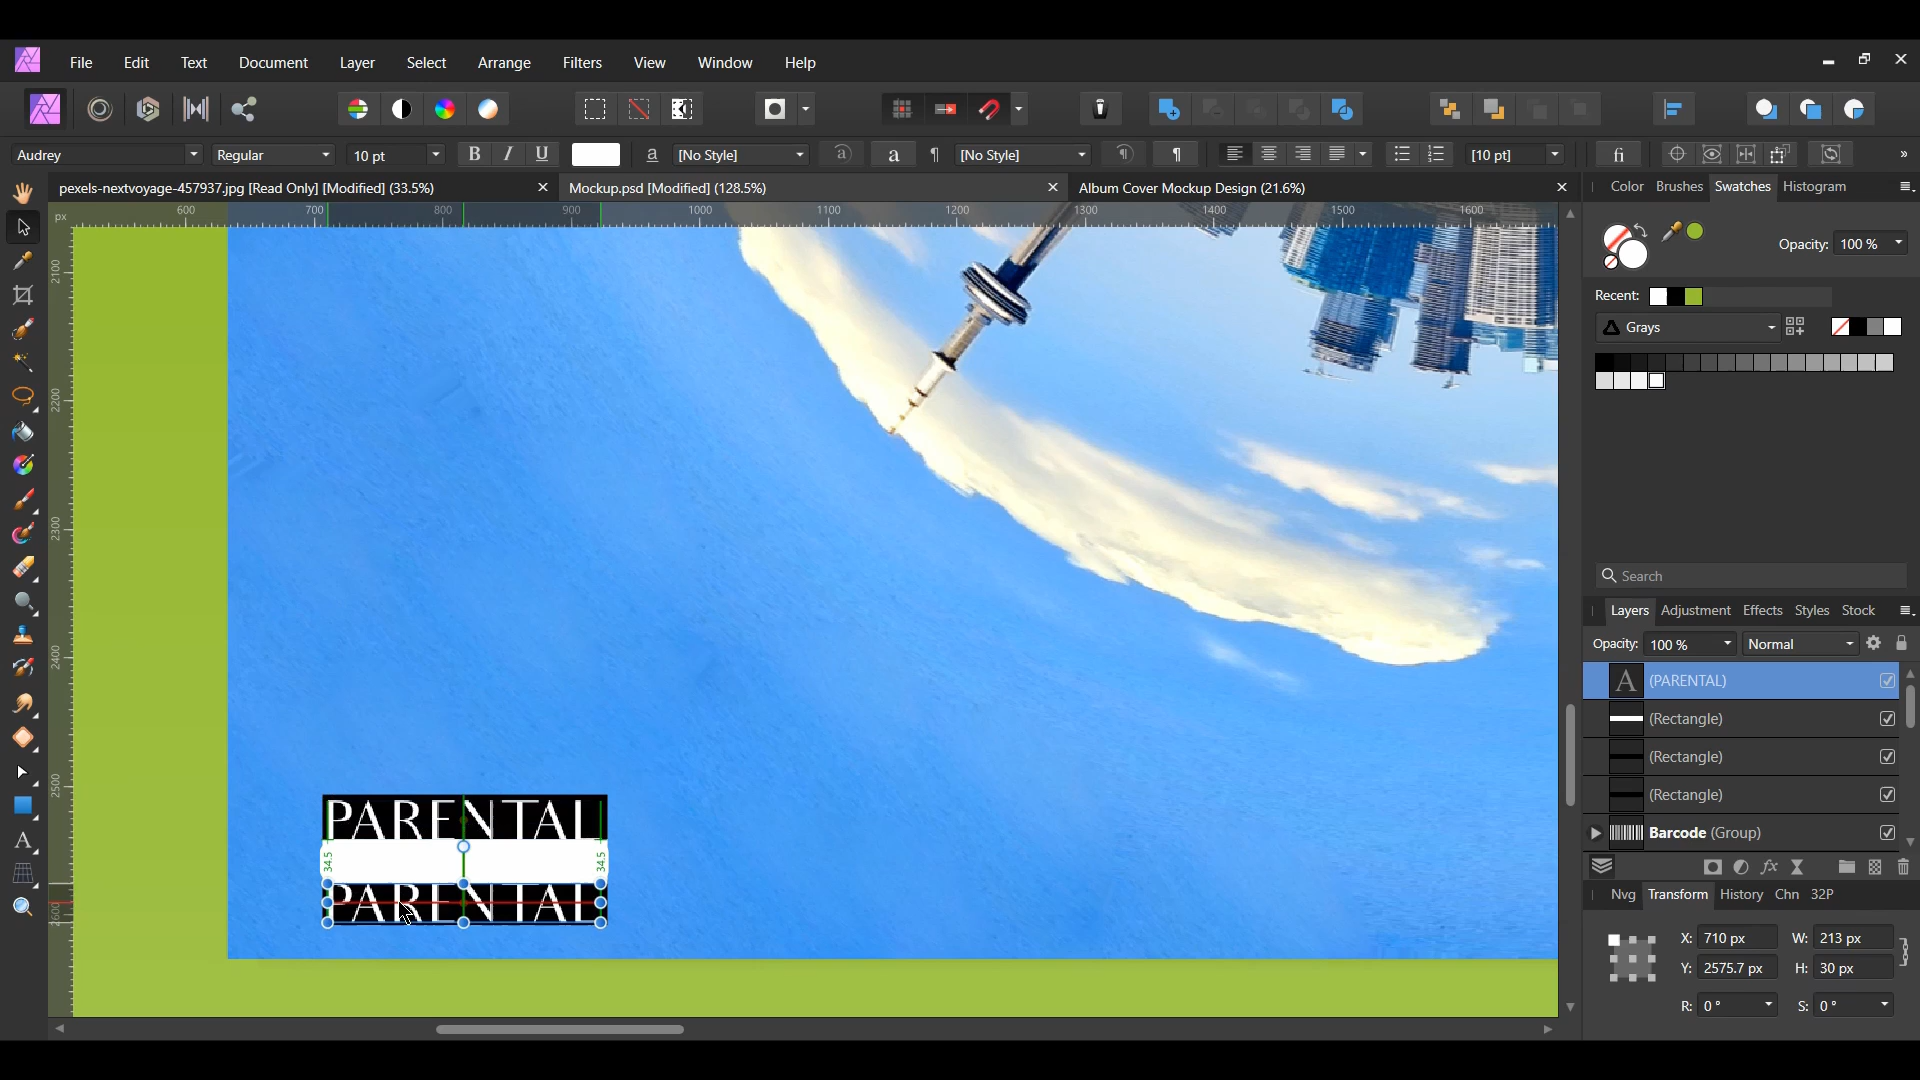 File Edit Text Document Layer Select Arrange Filters View Window Help
Audrey Regular 10 pt B I U a [No Style] a a ¶ [No Style] ¶ ¶ [10 pt] fi »
pexels-nextvoyage-457937.jpg [Read Only] [Modified] (33.5%) Mockup.psd [Modified] (128.5%) Album Cover Mockup Design (21.6%)
Color Brushes Swatches Histogram
px 600 700 800 900 1000 1100 1200 1300 1400 1500 1600
2100
2200
2300
2400
2500
2600
Opacity: 100 %
Recent:
Grays
Search
Layers Adjustment Effects Styles Stock
Opacity: 100 % Normal
A (PARENTAL)
(Rectangle)
(Rectangle)
(Rectangle)
Barcode (Group)
PARENTAL
34.5 34.5
PARENTAL
Nvg Transform History Chn 32P
X: 710 px W: 213 px
Y: 2575.7 px H: 30 px
R: 0 ° S: 0 °